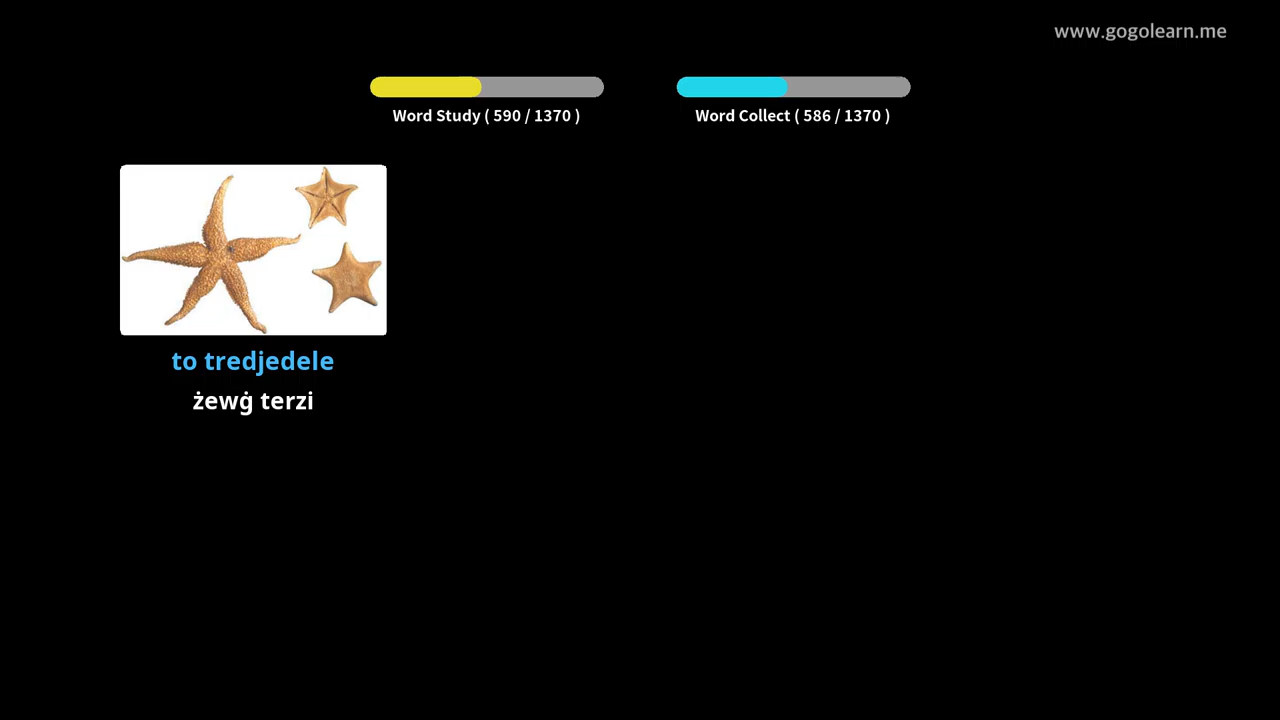 www.gogolearn.me
Word Study ( 590 / 1370 )
Word Collect ( 586 / 1370 )
to tredjedele
żewġ terzi